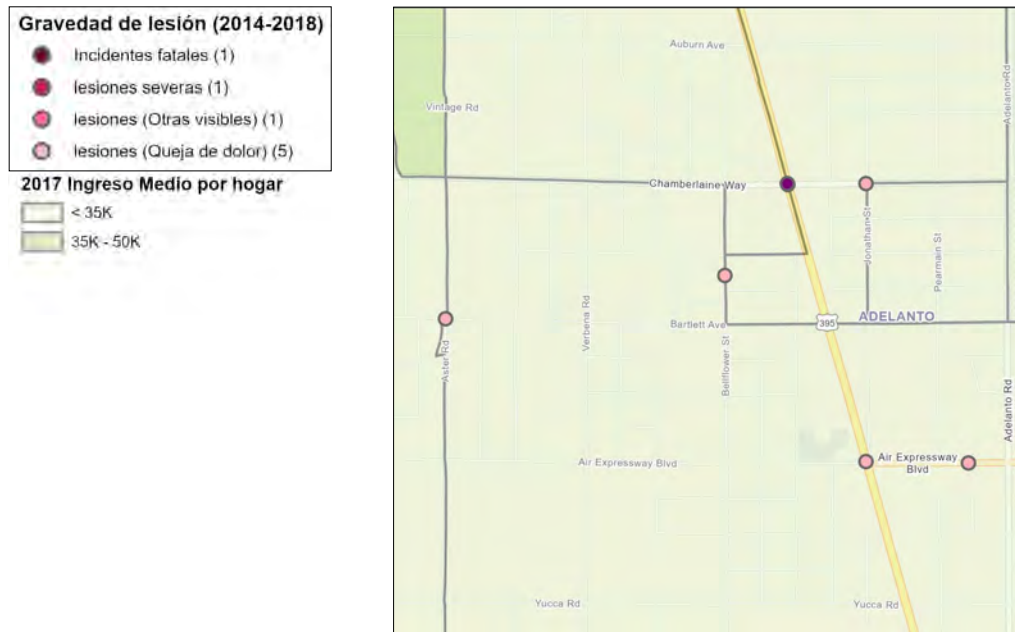 Gravedad de lesión (2014-2018)
Incidentes fatales (1)
lesiones severas (1)
lesiones (Otras visibles) (1)
lesiones (Queja de dolor) (5)
2017 Ingreso Medio por hogar
< 35K
35K - 50K
Auburn Ave
Adelanto Rd
Vintage Rd
Chamberlaine Way
Jonathan St
Pearmain St
Verbena Rd
Bartlett Ave
395
ADELANTO
Aster Rd
Bellflower St
Adelanto Rd
Air Expressway Blvd
Air Expressway
Blvd
Yucca Rd
Yucca Rd